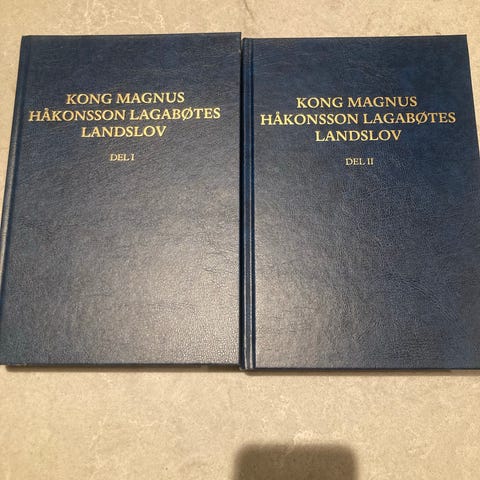 KONG MAGNUS
HÅKONSSON LAGABØTES
LANDSLOV
DEL I
KONG MAGNUS
HÅKONSSON LAGABØTES
LANDSLOV
DEL II